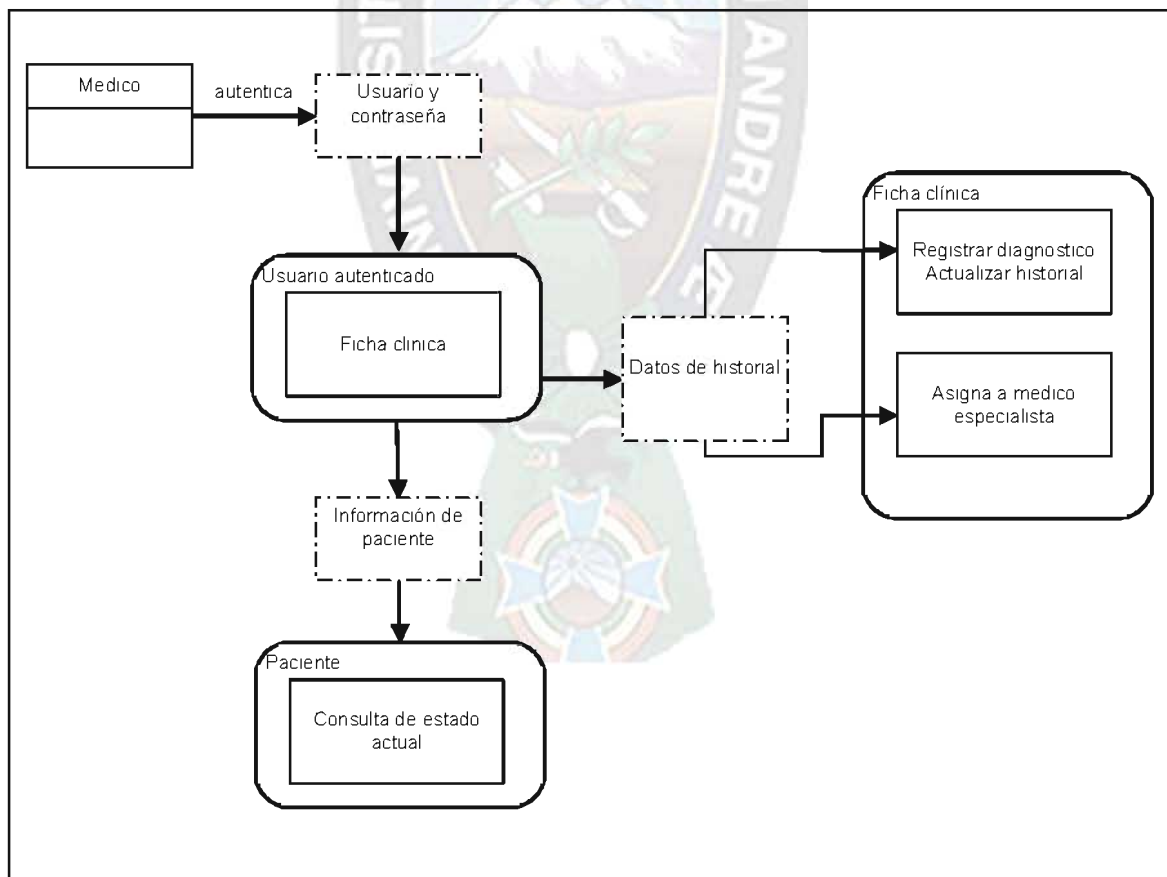 Medico
autentica
Usuario y
contraseña
Usuario autenticado
Ficha clinica
Datos de historial
Ficha clínica
Registrar diagnostico
Actualizar historial
Asigna a medico
especialista
Información de
paciente
Paciente
Consulta de estado
actual
ANDRE